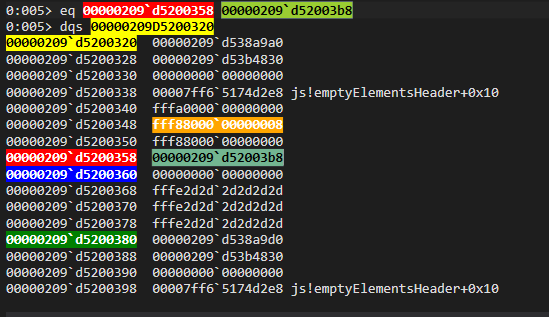 0:005> eq 00000209`d5200358 00000209`d52003b8
0:005> dqs 00000209D5200320
00000209`d5200320 00000209`d538a9a0
00000209`d5200328 00000209`d53b4830
00000209`d5200330 00000000`00000000
00000209`d5200338 00007ff6`5174d2e8 js!emptyElementsHeader+0x10
00000209`d5200340 fffa0000`00000000
00000209`d5200348 fff88000`00000008
00000209`d5200350 fff88000`00000000
00000209`d5200358 00000209`d52003b8
00000209`d5200360 00000000`00000000
00000209`d5200368 fffe2d2d`2d2d2d2d
00000209`d5200370 fffe2d2d`2d2d2d2d
00000209`d5200378 fffe2d2d`2d2d2d2d
00000209`d5200380 00000209`d538a9d0
00000209`d5200388 00000209`d53b4830
00000209`d5200390 00000000`00000000
00000209`d5200398 00007ff6`5174d2e8 js!emptyElementsHeader+0x10